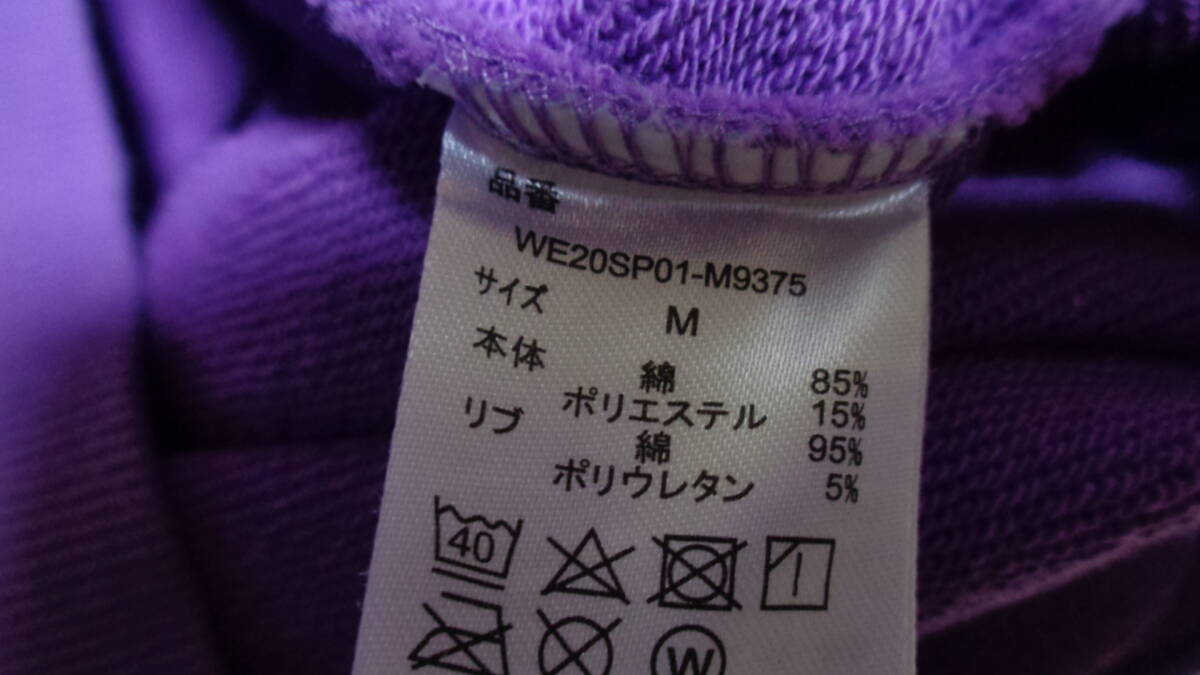 品番
WE20SP01-M9375
サイズ
M
本体
綿 85%
ポリエステル 15%
リブ
綿 95%
ポリウレタン 5%
40
W